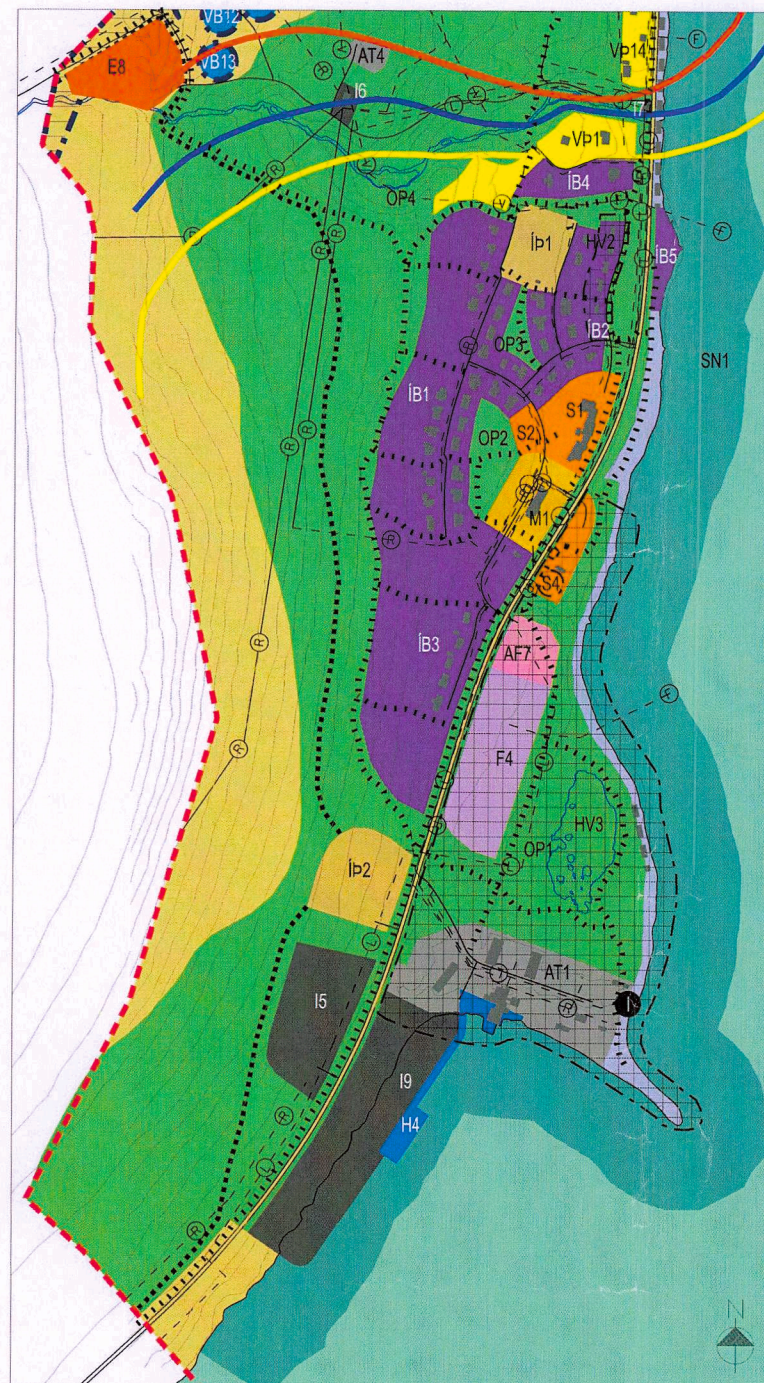 VB12
VÞ14
F
E8
VB13
AT4
R
R
I6
L
R
I7
VÞ1
R
R
ÍB4
OP4
V
ÍÞ1
HV2
F
R
R
R
ÍB5
L
R
OP3
ÍB2
SN1
ÍB1
S1
S2
OP2
R
R
M1
R
S4
R
ÍB3
AF7
F
R
F4
L
HV3
ÍÞ2
OP1
L
L
AT1
I5
R
I9
H4
R
L
R
N